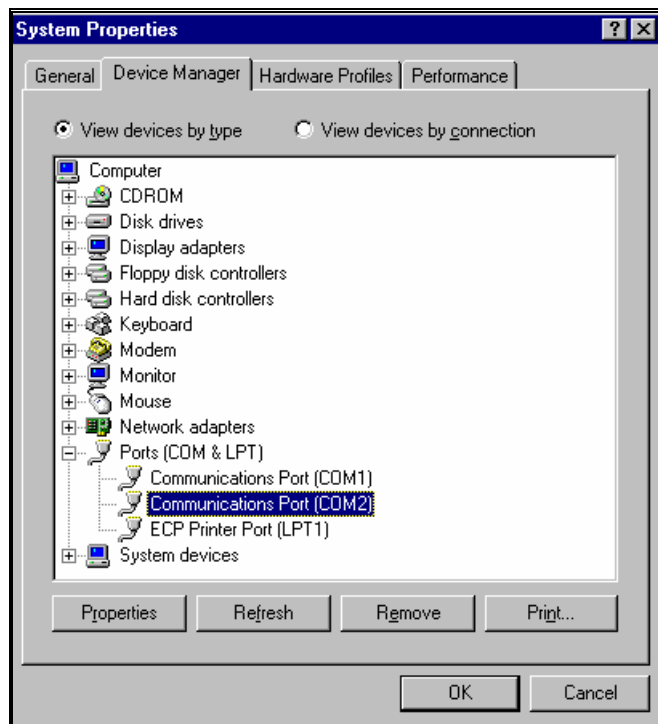 System Properties
General Device Manager Hardware Profiles Performance
View devices by type View devices by connection
Computer
CDROM
Disk drives
Display adapters
Floppy disk controllers
Hard disk controllers
Keyboard
Modem
Monitor
Mouse
Network adapters
Ports (COM & LPT)
Communications Port (COM1)
Communications Port (COM2)
ECP Printer Port (LPT1)
System devices
Properties Refresh Remove Print...
OK Cancel